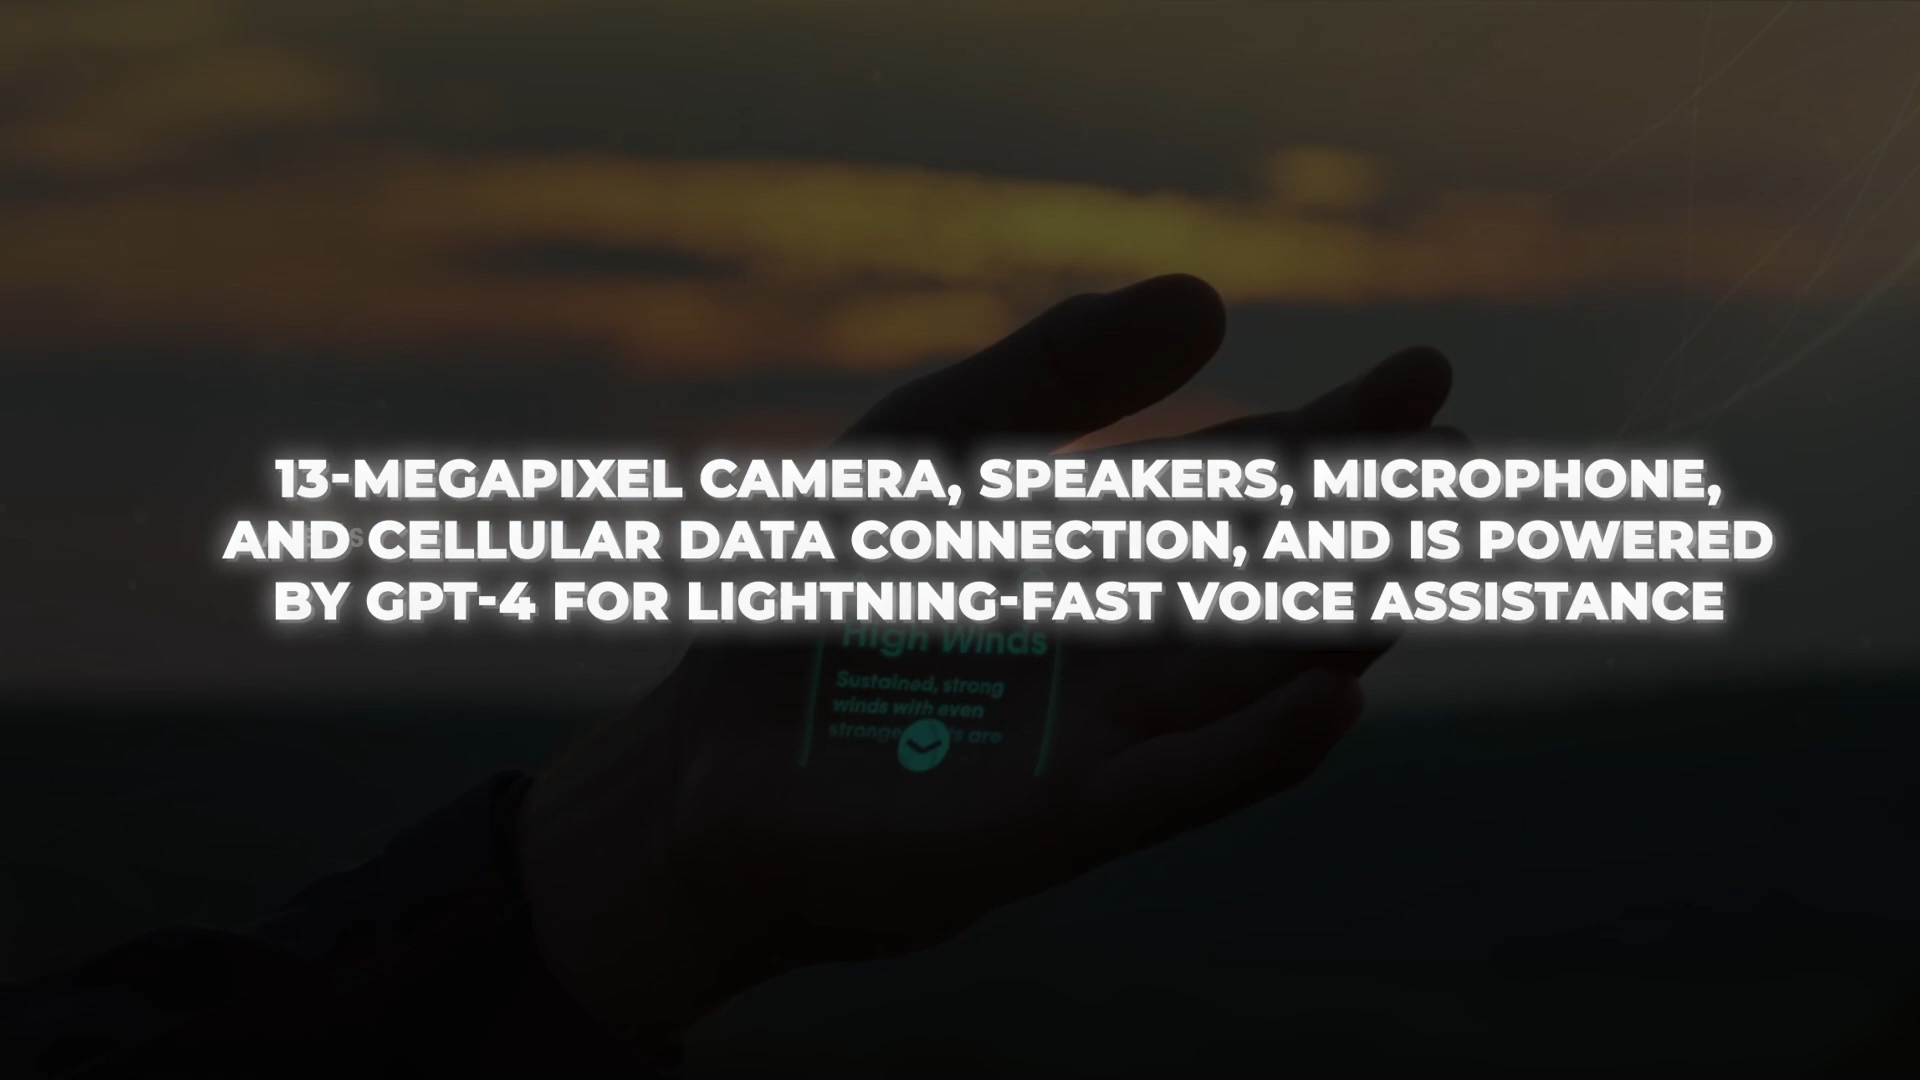 13-MEGAPIXEL CAMERA, SPEAKERS, MICROPHONE,
AND CELLULAR DATA CONNECTION, AND IS POWERED
BY GPT-4 FOR LIGHTNING-FAST VOICE ASSISTANCE
High Winds
Sustained, strong
winds with even
are